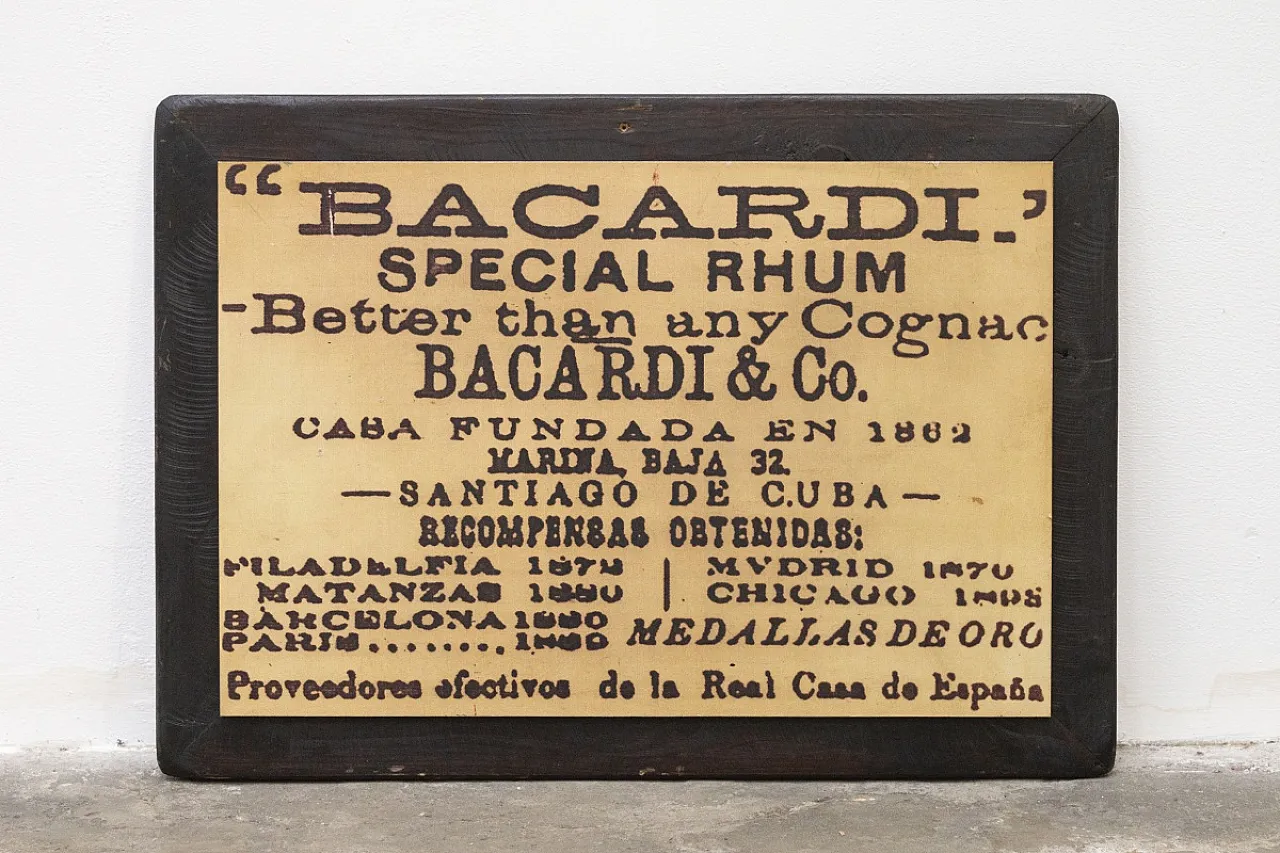 “BACARDI.’
SPECIAL RHUM
-Better than any Cognac
BACARDI & Co.
CASA FUNDADA EN 1862
MARINA, BAJA 32.
—SANTIAGO DE CUBA—
RECOMPENSAS OBTENIDAS:
FILADELFIA | MADRID
MATANZAS | CHICAGO
BARCELONA
PARIS........ MEDALLAS DE ORO
Proveedores efectivos de la Real Casa de España